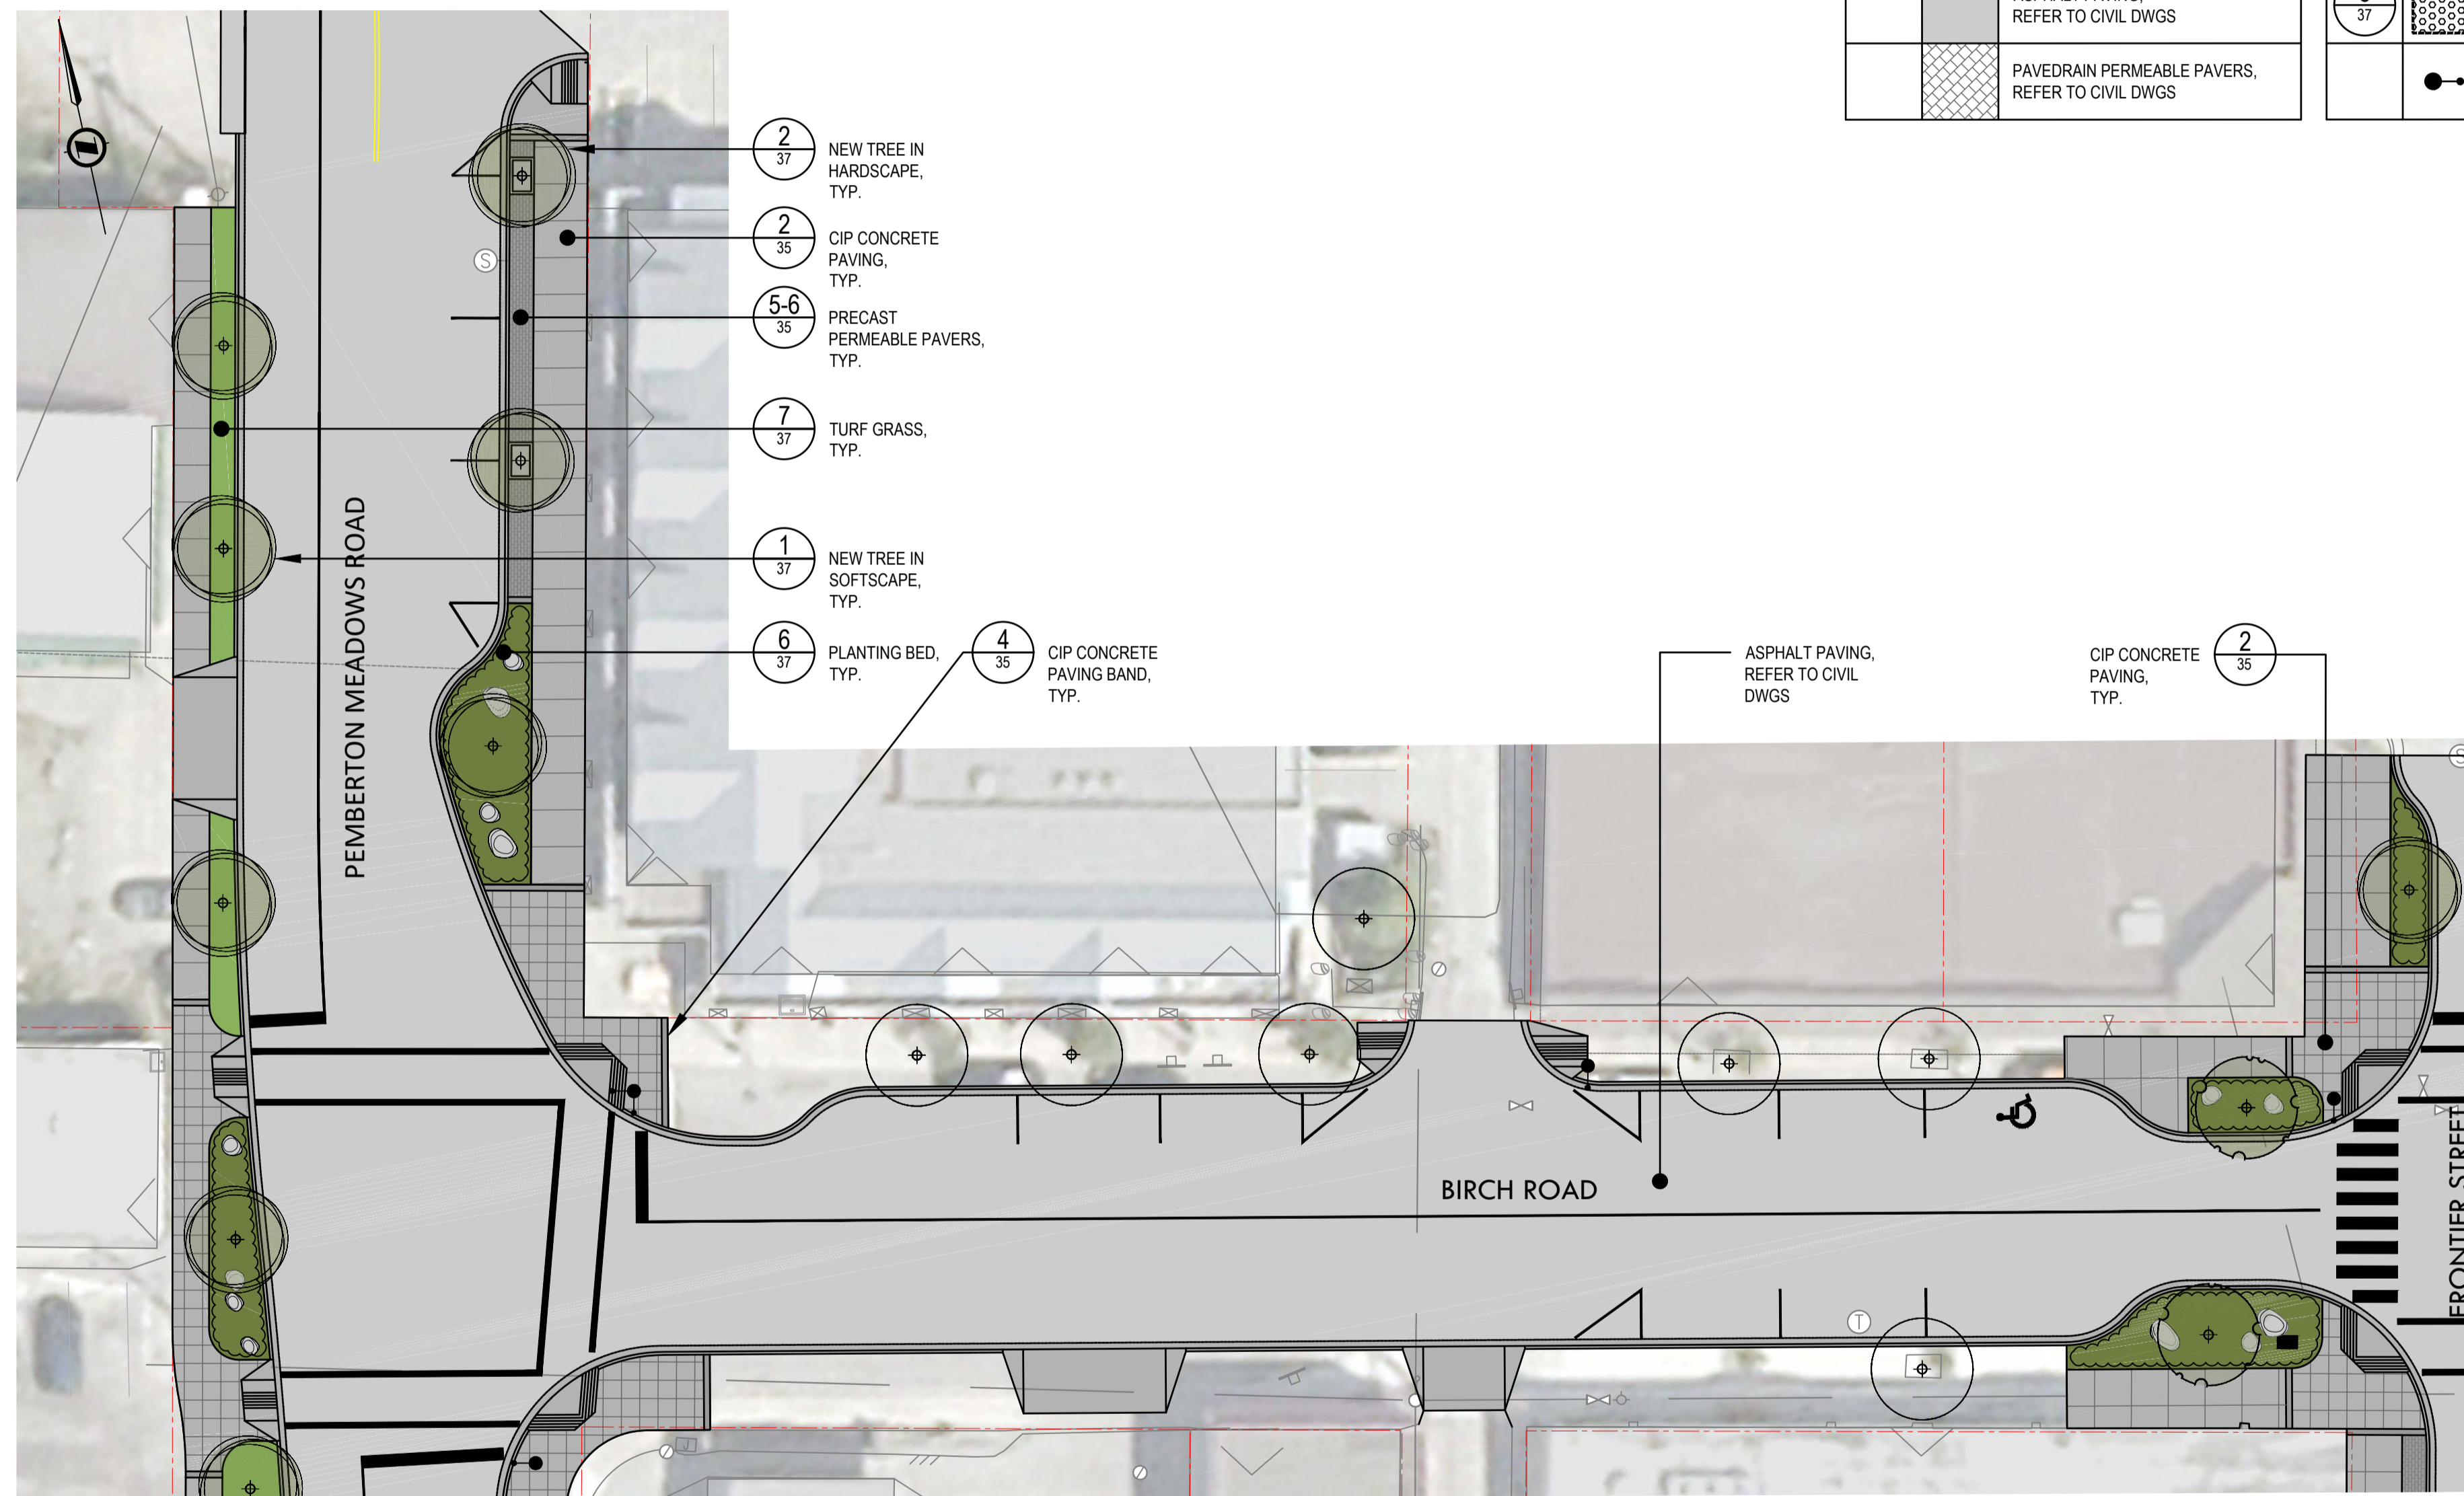 REFER TO CIVIL DWGS
PAVEDRAIN PERMEABLE PAVERS,
REFER TO CIVIL DWGS
37
2
37
NEW TREE IN
HARDSCAPE,
TYP.
2
35
CIP CONCRETE
PAVING,
TYP.
5-6
35
PRECAST
PERMEABLE PAVERS,
TYP.
7
37
TURF GRASS,
TYP.
1
37
NEW TREE IN
SOFTSCAPE,
TYP.
6
37
PLANTING BED,
TYP.
4
35
CIP CONCRETE
PAVING BAND,
TYP.
ASPHALT PAVING,
REFER TO CIVIL
DWGS
CIP CONCRETE
PAVING,
TYP.
2
35
S
S
PEMBERTON MEADOWS ROAD
BIRCH ROAD
FRONTIER STREET
T
J